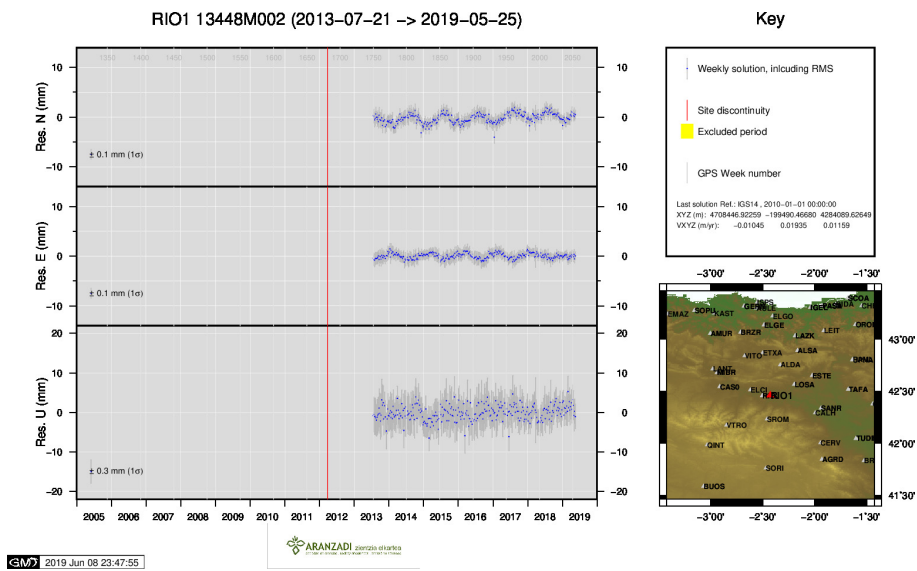 RIO1 13448M002 (2013−07−21 −> 2019−05−25)
Key
1350 1400 1450 1500 1550 1600 1650 1700 1750 1800 1850 1900 1950 2000 2050
Res. N (mm)
10 10
0 0
−10 −10
± 0.1 mm (1σ)
Res. E (mm)
10 10
0 0
−10 −10
± 0.1 mm (1σ)
Res. U (mm)
20 20
10 10
0 0
−10 −10
−20 −20
± 0.3 mm (1σ)
2005 2006 2007 2008 2009 2010 2011 2012 2013 2014 2015 2016 2017 2018 2019
Weekly solution, inlcuding RMS
Site discontinuity
Excluded period
GPS Week number
Last solution Ref.: IGS14 , 2010−01−01 00:00:00
XYZ (m): 4708446.92259 −199490.46680 4284089.62649
VXYZ (m/yr): −0.01045 0.01935 0.01159
−3˚00' −2˚30' −2˚00' −1˚30'
SCOA
EMAZ SOPU KAST IGEL PASA
ELGO
AMUR BRZR ELGE LAZK LEIT
43˚00'
VITO ETXA ALSA
ALDA
LANZ ESTE
CAS0 ELCI LOSA TAFA
42˚30'
RIO1
SROM CALR SANR
VTRO
QINT CERV TUD
42˚00'
SORI AGRD BR
BUOS
41˚30'
−3˚00' −2˚30' −2˚00' −1˚30'
ARANZADI zientzia elkartea
GMT 2019 Jun 08 23:47:55